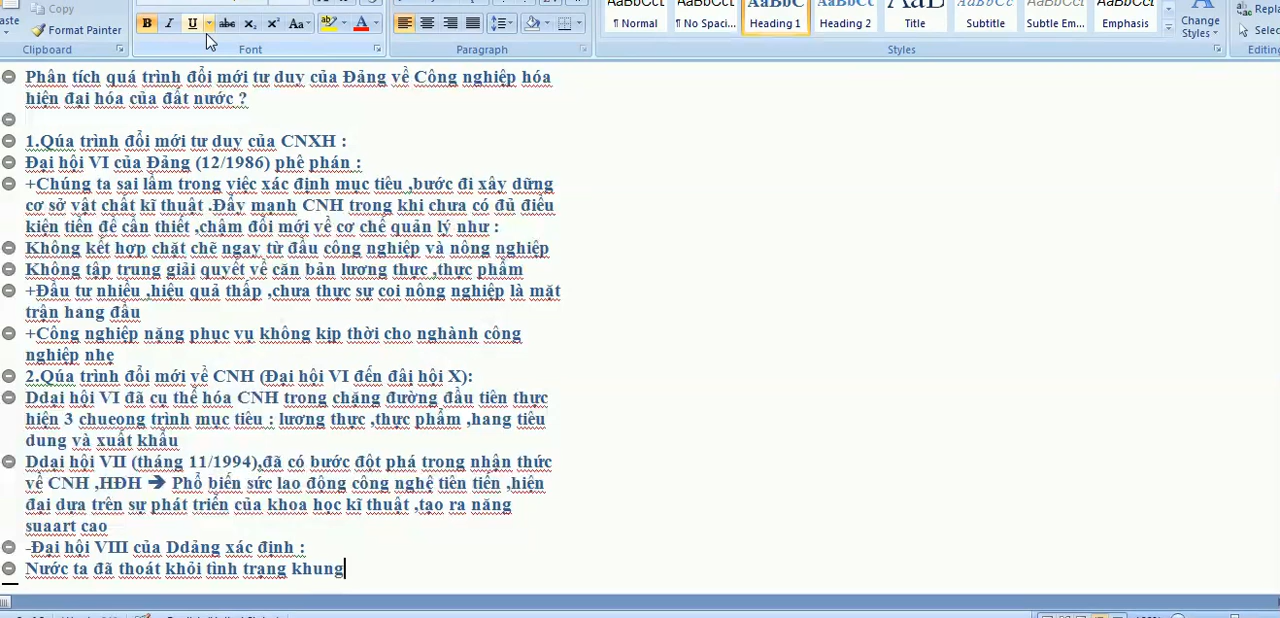 Copy
Paste
Format Painter
Clipboard
B I U abc x₂ x² Aa ab A
Font
Paragraph
AaBbCcI AaBbCcI AaBbC AaBbCc AaB AaBbCc AaBbCcI AaBbCcI
¶ Normal ¶ No Spaci... Heading 1 Heading 2 Title Subtitle Subtle Em... Emphasis
Change Styles
Styles
Repla
Selec
Editing
Phân tích quá trình đổi mới tư duy của Đảng về Công nghiệp hóa
hiện đại hóa của đất nước ?
1.Qúa trình đổi mới tư duy của CNXH :
Đại hội VI của Đảng (12/1986) phê phán :
+Chúng ta sai lầm trong việc xác định mục tiêu ,bước đi xây dững
cơ sở vật chất kĩ thuật .Đẩy mạnh CNH trong khi chưa có đủ điều
kiện tiền đề cần thiết ,chậm đổi mới về cơ chế quản lý như :
Không kết hợp chặt chẽ ngay từ đầu công nghiệp và nông nghiệp
Không tập trung giải quyết về căn bản lương thực ,thực phẩm
+Đầu tư nhiều ,hiệu quả thấp ,chưa thực sự coi nông nghiệp là mặt
trận hang đầu
+Công nghiệp nặng phục vụ không kịp thời cho nghành công
nghiệp nhẹ
2.Qúa trình đổi mới về CNH (Đại hội VI đến đâị hội X):
Ddại hội VI đã cụ thể hóa CNH trong chặng đường đầu tiên thực
hiện 3 chueong trình mục tiêu : lương thực ,thực phẩm ,hang tiêu
dung và xuất khẩu
Ddại hội VII (tháng 11/1994),đã có bước đột phá trong nhận thức
về CNH ,HĐH ➔ Phổ biến sức lao động công nghệ tiên tiến ,hiện
đại dựa trên sự phát triển của khoa học kĩ thuật ,tạo ra năng
suaart cao
-Đại hội VIII của Ddảng xác định :
Nước ta đã thoát khỏi tình trạng khung